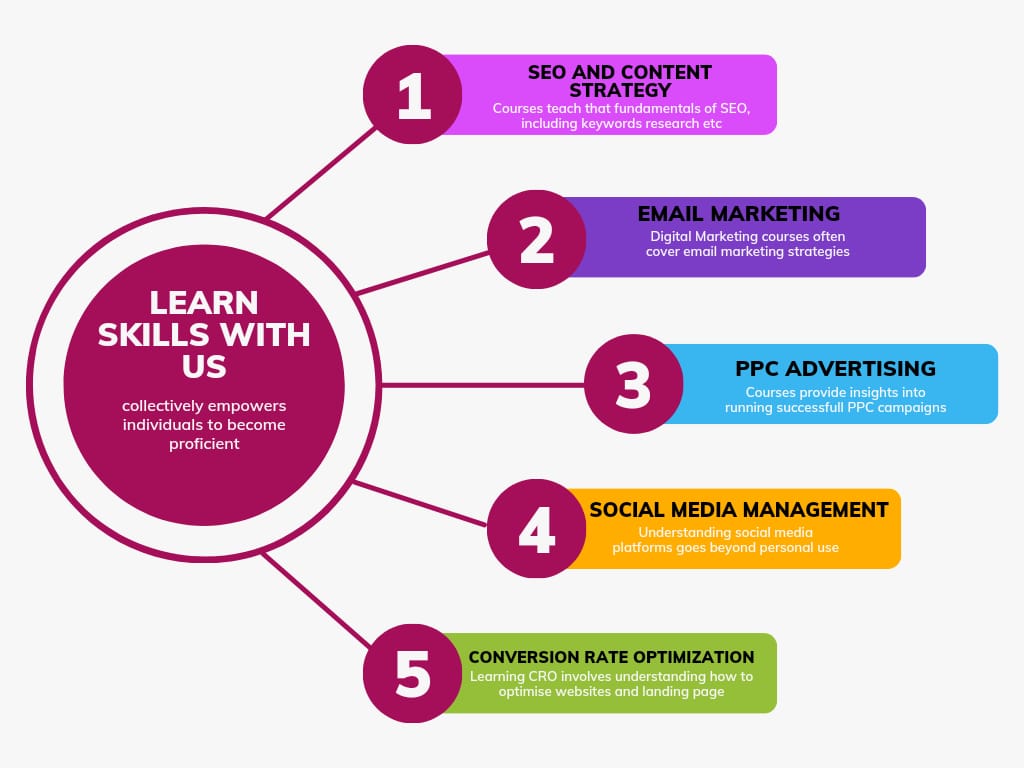 LEARN
SKILLS WITH
US
collectively empowers
individuals to become
proficient
1
SEO AND CONTENT
STRATEGY
Courses teach that fundamentals of SEO,
including keywords research etc
2
EMAIL MARKETING
Digital Marketing courses often
cover email marketing strategies
3
PPC ADVERTISING
Courses provide insights into
running successfull PPC campaigns
4
SOCIAL MEDIA MANAGEMENT
Understanding social media
platforms goes beyond personal use
5
CONVERSION RATE OPTIMIZATION
Learning CRO involves understanding how to
optimise websites and landing page